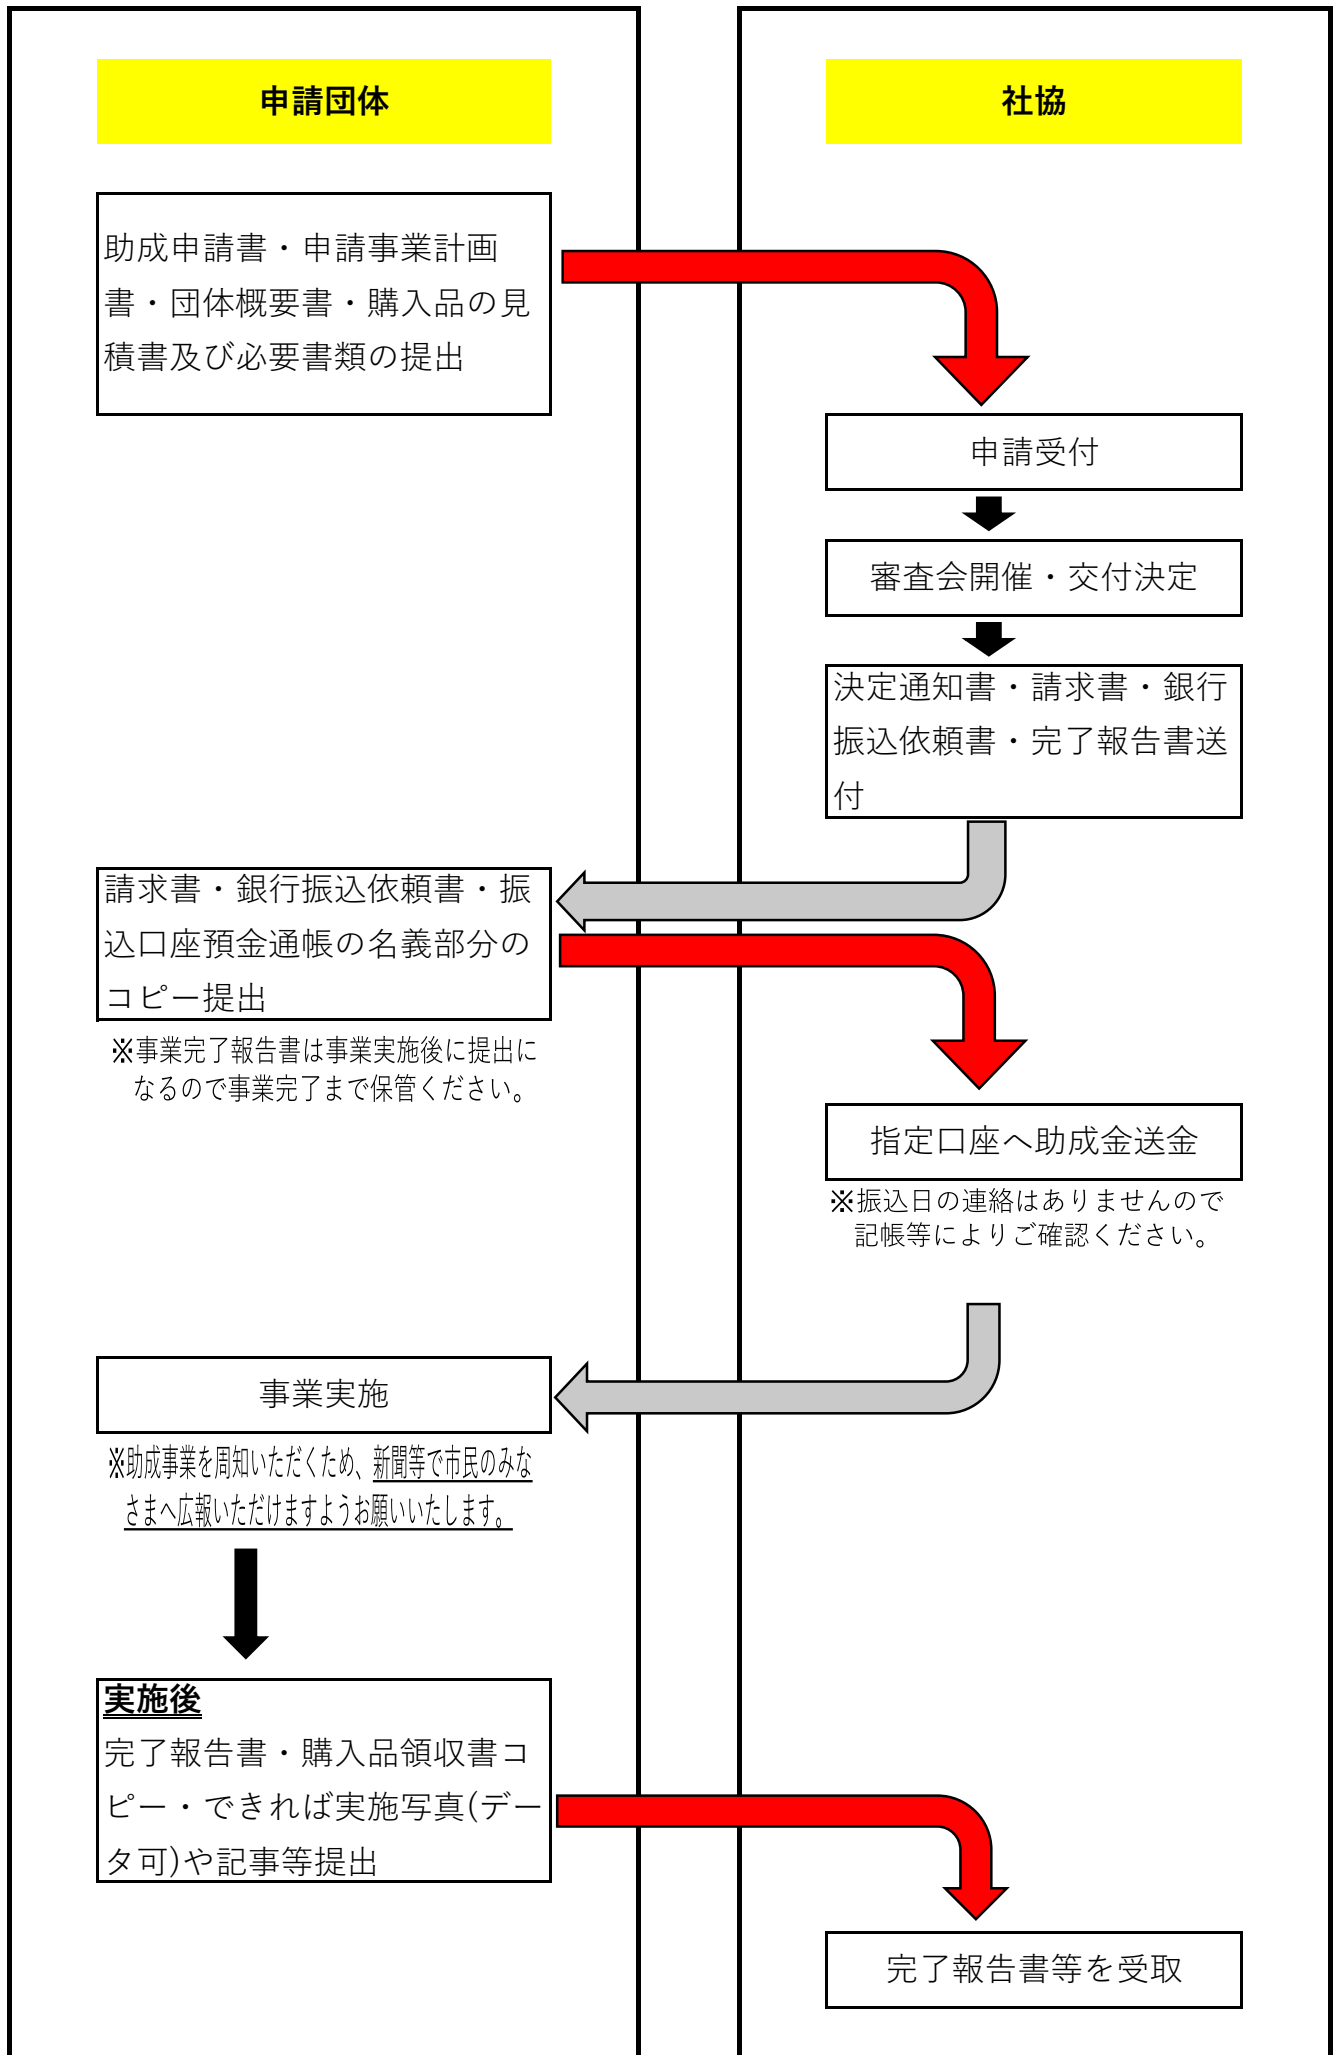 申請団体
社協
助成申請書・申請事業計画
書・団体概要書・購入品の見
積書及び必要書類の提出
申請受付
審査会開催・交付決定
決定通知書・請求書・銀行
振込依頼書・完了報告書送
付
請求書・銀行振込依頼書・振
込口座預金通帳の名義部分の
コピー提出
※事業完了報告書は事業実施後に提出に
なるので事業完了まで保管ください。
指定口座へ助成金送金
※振込日の連絡はありませんので
記帳等によりご確認ください。
事業実施
※助成事業を周知いただくため、新聞等で市民のみな
さまへ広報いただけますようお願いいたします。
実施後
完了報告書・購入品領収書コ
ピー・できれば実施写真(デー
タ可)や記事等提出
完了報告書等を受取